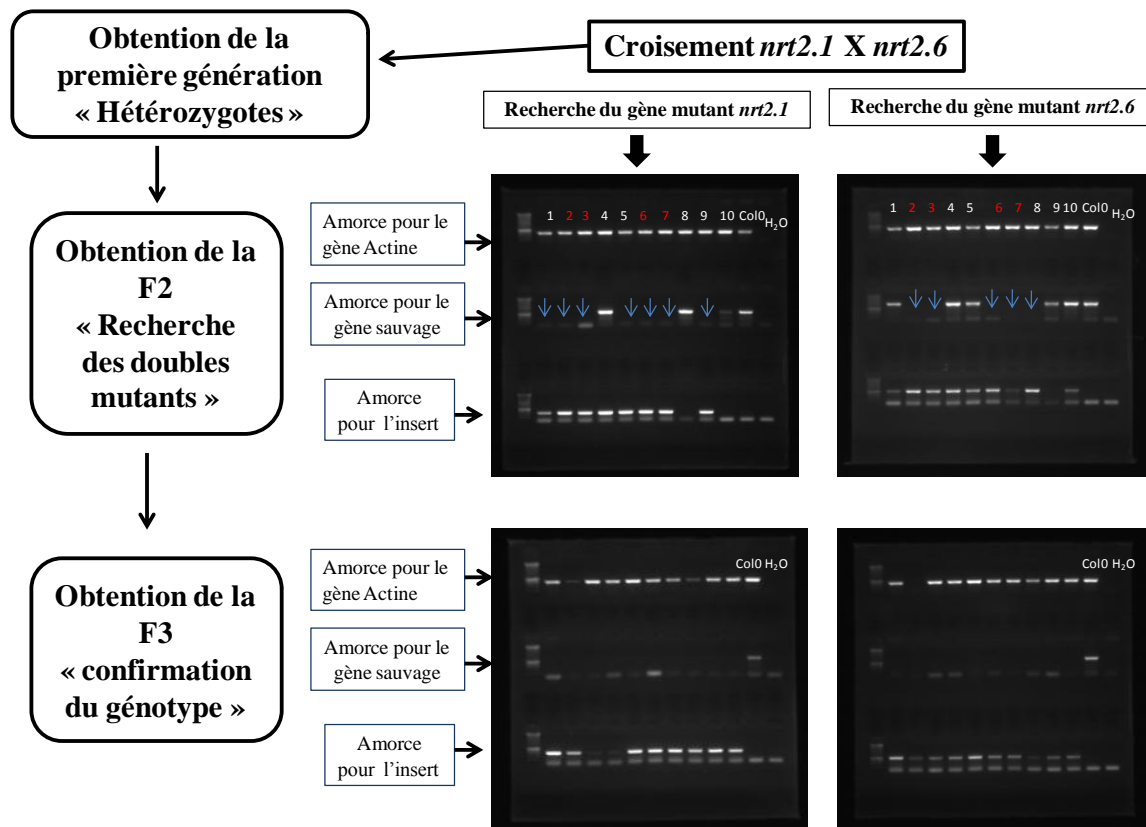 Obtention de la
première génération
« Hétérozygotes »
Croisement nrt2.1 X nrt2.6
Recherche du gène mutant nrt2.1
Recherche du gène mutant nrt2.6
Obtention de la
F2
« Recherche
des doubles
mutants »
Amorce pour le
gène Actine
Amorce pour le
gène sauvage
Amorce
pour l’insert
1 2 3 4 5 6 7 8 9 10 Col0 H2O
1 2 3 4 5 6 7 8 9 10 Col0 H2O
Obtention de la
F3
« confirmation
du génotype »
Amorce pour le
gène Actine
Amorce pour le
gène sauvage
Amorce
pour l’insert
Col0 H2O
Col0 H2O